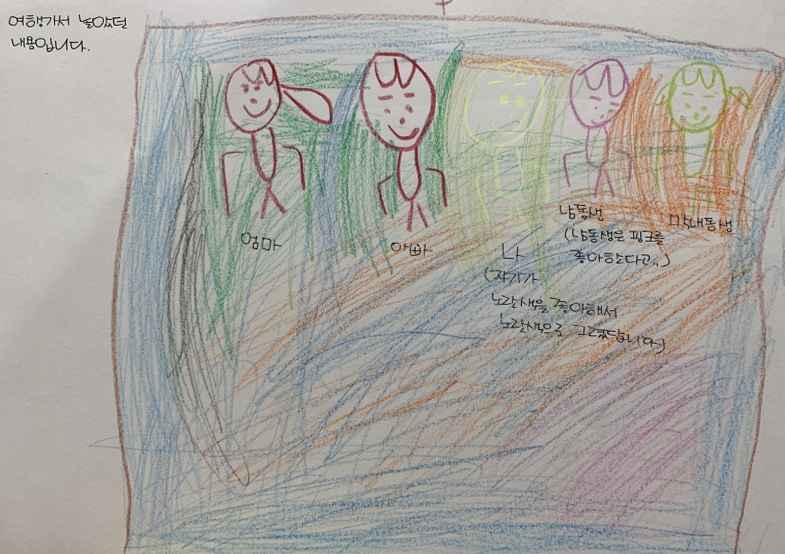 여행가서 놀았던
내용입니다.
엄마
아빠
나
(자기가
노란색을 좋아해서
노란색으로 그렸답니다)
남동생
(남동생은 핑크를
좋아한다고..)
막내동생